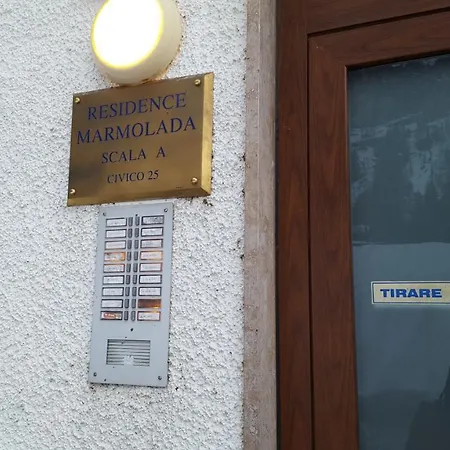 RESIDENCE
MARMOLADA
SCALA A
CIVICO 25
TIRARE